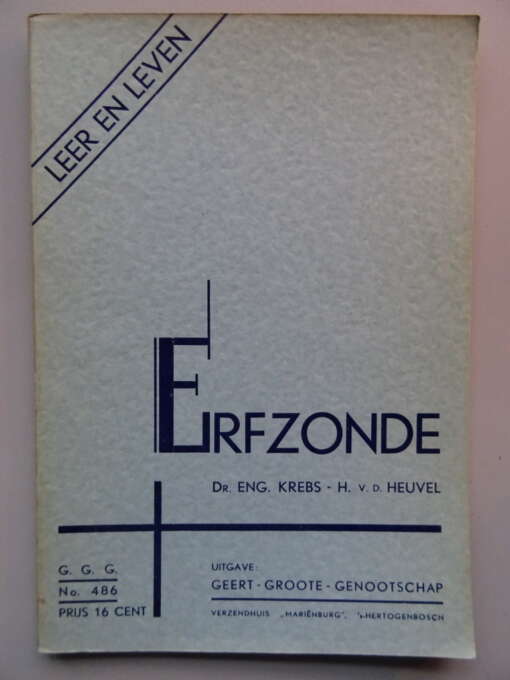 LEER EN LEVEN
ERFZONDE
DR. ENG. KREBS - H. V. D. HEUVEL
G. G. G.
No. 486
PRIJS 16 CENT
UITGAVE:
GEERT-GROOTE-GENOOTSCHAP
VERZENDHUIS „MARIËNBURG", 's-HERTOGENBOSCH